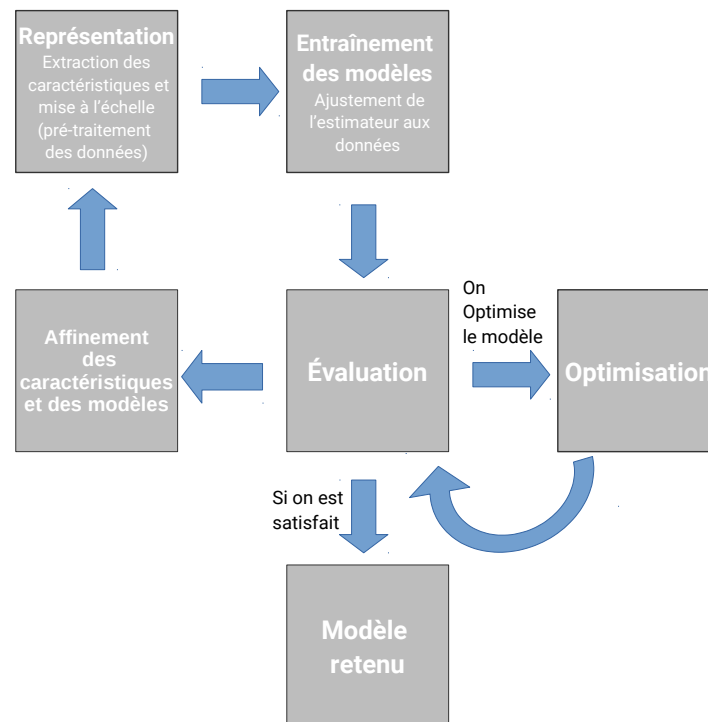 Représentation
Extraction des
caractéristiques et
mise à l'échelle
(pré-traitement
des données)
Entraînement
des modèles
Ajustement de
l'estimateur aux
données
Affinement
des
caractéristiques
et des modèles
Évaluation
On
Optimise
le modèle
Optimisation
Si on est
satisfait
Modèle
retenu